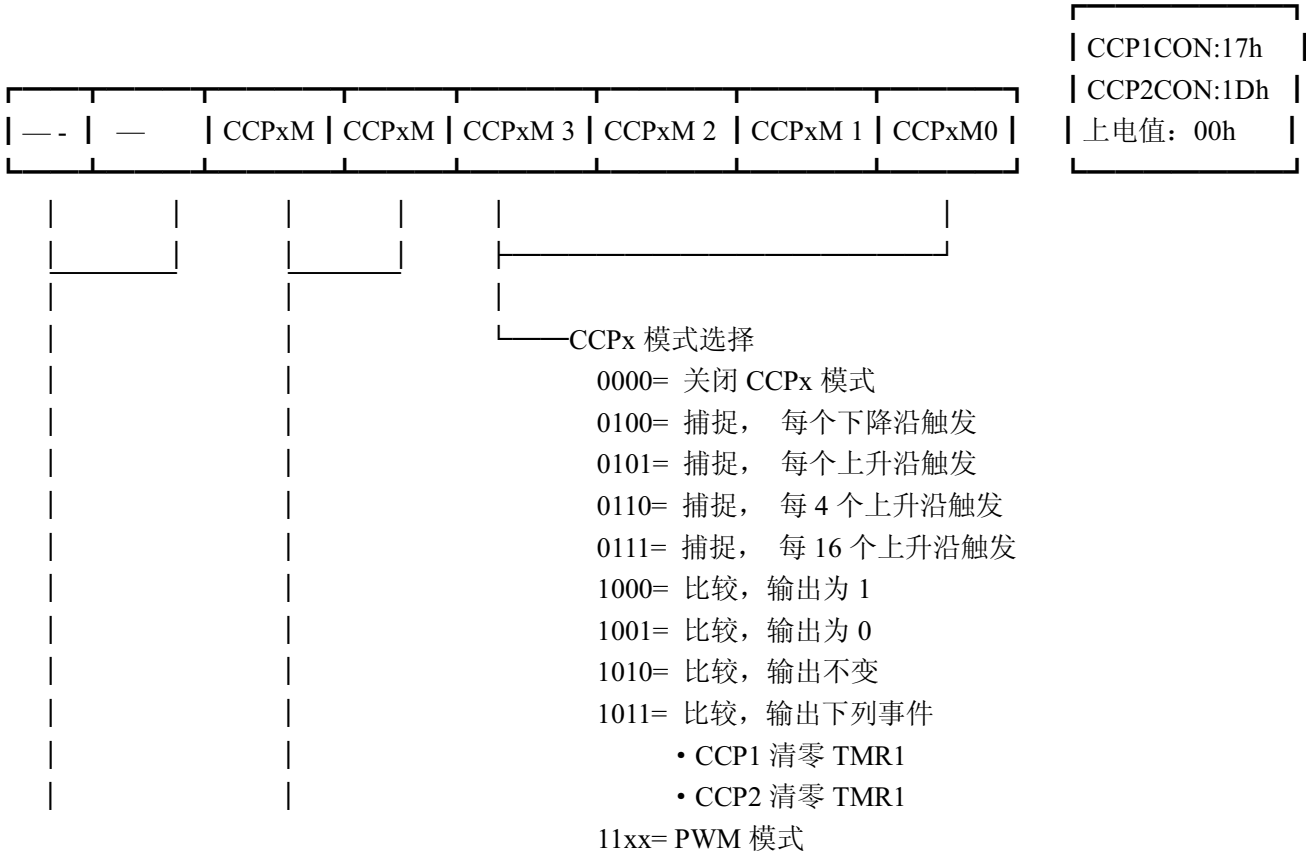 CCP1CON:17h
CCP2CON:1Dh
— - — CCPxM CCPxM CCPxM 3 CCPxM 2 CCPxM 1 CCPxM0 上电值：00h
CCPx 模式选择
0000= 关闭 CCPx 模式
0100= 捕捉， 每个下降沿触发
0101= 捕捉， 每个上升沿触发
0110= 捕捉， 每 4 个上升沿触发
0111= 捕捉， 每 16 个上升沿触发
1000= 比较，输出为 1
1001= 比较，输出为 0
1010= 比较，输出不变
1011= 比较，输出下列事件
·CCP1 清零 TMR1
·CCP2 清零 TMR1
11xx= PWM 模式